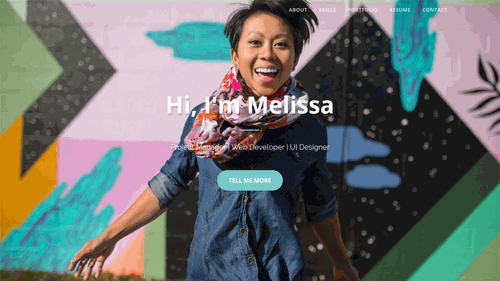 ABOUT SKILLS PORTFOLIO RESUME CONTACT
Hi, I'm Melissa
Project Manager | Web Developer | UI Designer
TELL ME MORE